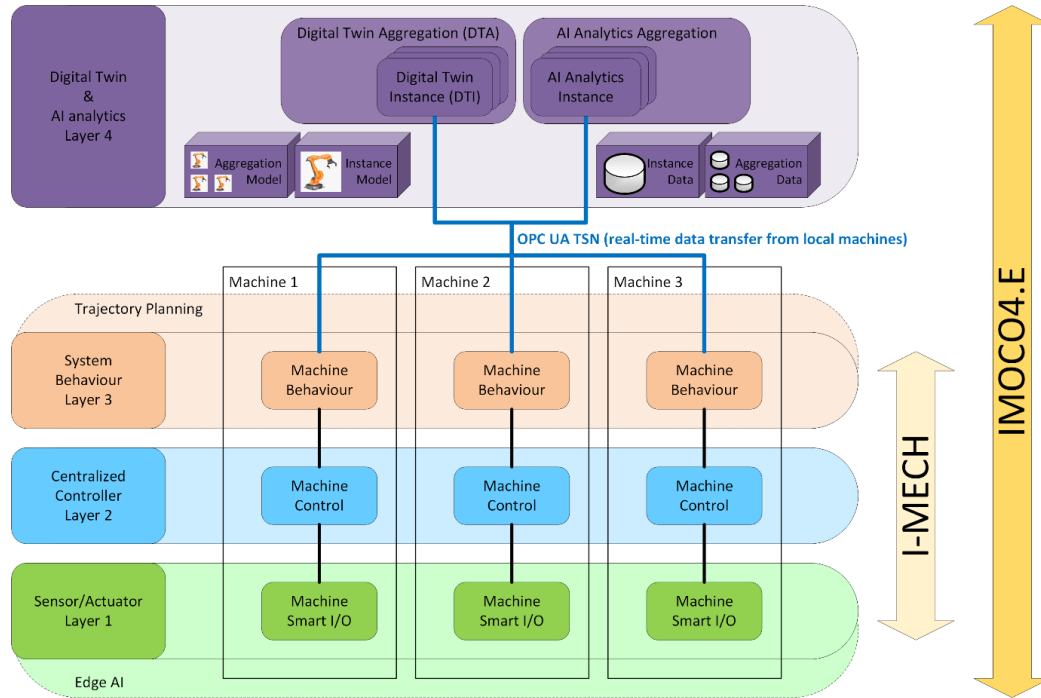 Digital Twin
&
AI analytics
Layer 4
Digital Twin Aggregation (DTA)
Digital Twin
Instance (DTI)
AI Analytics Aggregation
AI Analytics
Instance
Aggregation
Model
Instance
Model
Instance
Data
Aggregation
Data
OPC UA TSN (real-time data transfer from local machines)
Machine 1
Machine 2
Machine 3
Trajectory Planning
System
Behaviour
Layer 3
Machine
Behaviour
Machine
Behaviour
Machine
Behaviour
Centralized
Controller
Layer 2
Machine
Control
Machine
Control
Machine
Control
Sensor/Actuator
Layer 1
Machine
Smart I/O
Machine
Smart I/O
Machine
Smart I/O
Edge AI
I-MECH
IMOCO4.E